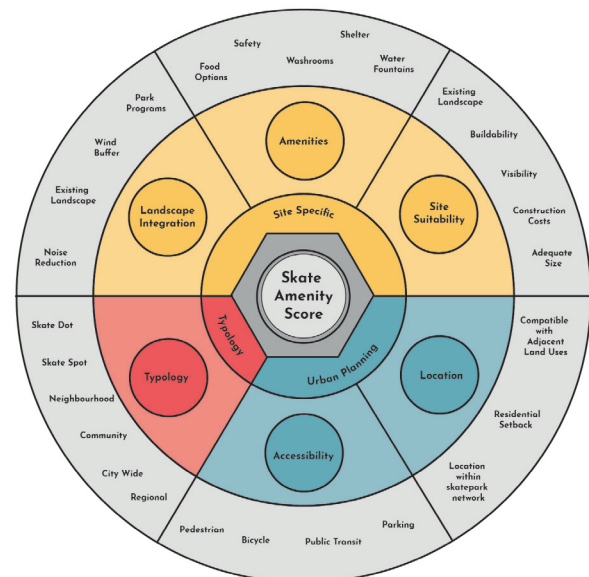 Safety
Shelter
Food
Options
Washrooms
Water
Fountains
Park
Programs
Wind
Buffer
Existing
Landscape
Noise
Reduction
Existing
Landscape
Buildability
Visibility
Construction
Costs
Adequate
Size
Amenities
Landscape
Integration
Site
Suitability
Site Specific
Skate
Amenity
Score
Typology
Urban Planning
Typology
Location
Accessibility
Skate Dot
Skate Spot
Neighbourhood
Community
City Wide
Regional
Compatible
with
Adjacent
Land Uses
Residential
Setback
Location
within
skatepark
network
Pedestrian
Bicycle
Public Transit
Parking